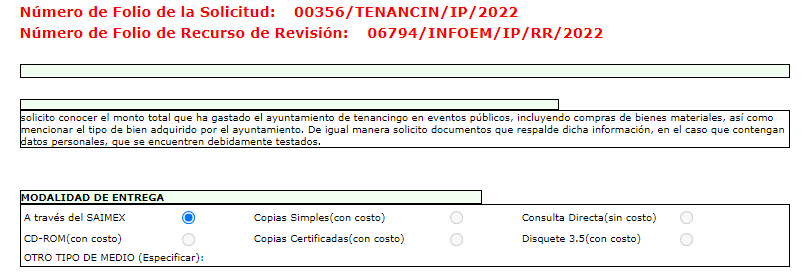 Número de Folio de la Solicitud: 00356/TENANCIN/IP/2022
Número de Folio de Recurso de Revisión: 06794/INFOEM/IP/RR/2022
solicito conocer el monto total que ha gastado el ayuntamiento de tenancingo en eventos públicos, incluyendo compras de bienes materiales, así como
mencionar el tipo de bien adquirido por el ayuntamiento. De igual manera solicito documentos que respalde dicha información, en el caso que contengan
datos personales, que se encuentren debidamente testados.
MODALIDAD DE ENTREGA
A través del SAIMEX Copias Simples(con costo) Consulta Directa(sin costo)
CD-ROM(con costo) Copias Certificadas(con costo) Disquete 3.5(con costo)
OTRO TIPO DE MEDIO (Especificar):